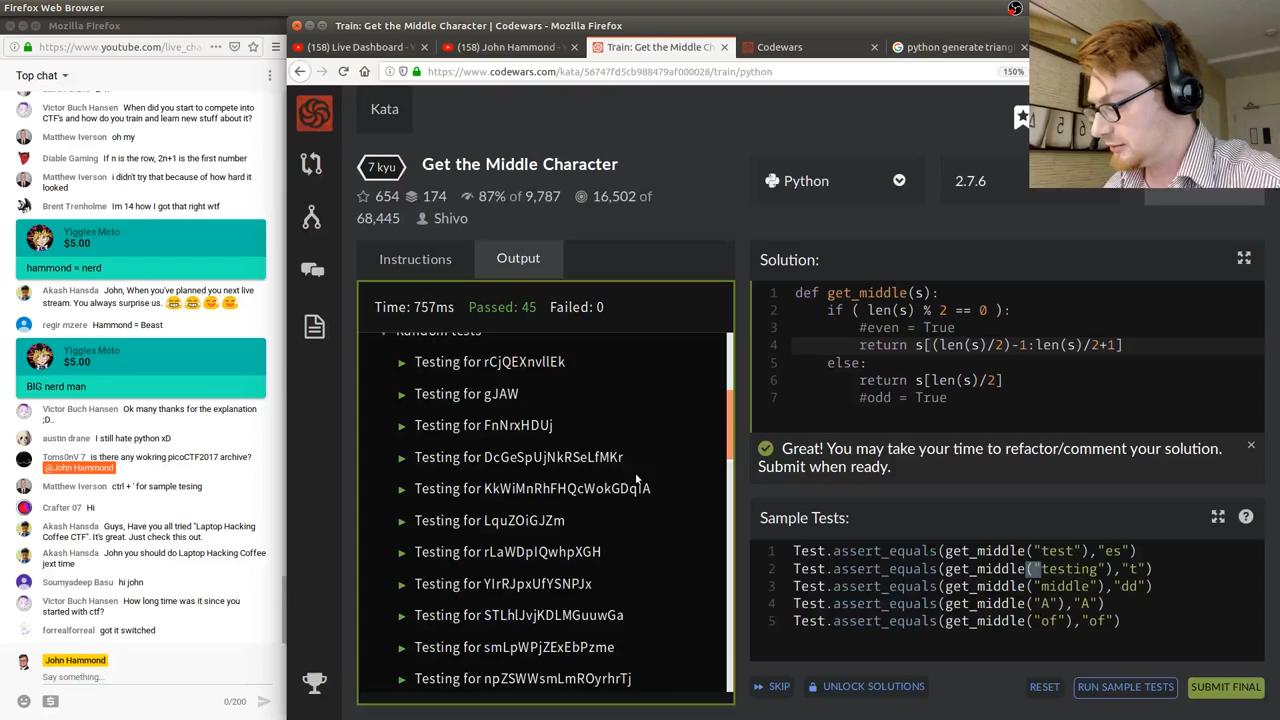 Firefox Web Browser
Mozilla Firefox
Train: Get the Middle Character | Codewars - Mozilla Firefox
(158) Live Dashboard -
(158) John Hammond -
Train: Get the Middle Ch
Codewars
python generate triang
https://www.youtube.com/live_cha
https://www.codewars.com/kata/56747fd5cb988479af000028/train/python
150%
Top chat
Victor Buch Hansen When did you start to compete into
CTF's and how do you train and learn new stuff about it?
Matthew Iverson oh my
Diable Gaming If n is the row, 2n+1 is the first number
Matthew Iverson i didn't try that because of how hard it
looked
Brent Trenholme Im 14 how I got that right wtf
Yiggles Moto
$5.00
hammond = nerd
Akash Hansda John, When you've planned you next live
stream. You always surprise us.
regir mzere Hammond = Beast
Yiggles Moto
$5.00
BIG nerd man
Victor Buch Hansen Ok many thanks for the explanation
;D..
austin drane I still hate python xD
Toms0nV 7 is there any wokring picoCTF2017 archive?
@John Hammond
Matthew Iverson ctrl + ' for sample tesing
Crafter 07 Hi
Akash Hansda Guys, Have you all tried "Laptop Hacking
Coffee CTF". It's great. Just check this out.
Akash Hansda John you should do Laptop Hacking Coffee
jext time
Soumyadeep Basu hi john
Victor Buch Hansen How long time was it since you
started with ctf?
forrealforreal got it switched
John Hammond
Say something...
0/200
Kata
7 kyu
Get the Middle Character
654 174 87% of 9,787 16,502 of
68,445 Shivo
Python
2.7.6
Instructions
Output
Time: 757ms Passed: 45 Failed: 0
Random tests
Testing for rCjQEXnvllEk
Testing for gJAW
Testing for FnNrxHDUj
Testing for DcGeSpUjNkRSeLfMKr
Testing for KkWiMnRhFHQcWokGDqIA
Testing for LquZOiGJZm
Testing for rLaWDpIQwhpXGH
Testing for YIrRJpxUfYSNPJx
Testing for STLhlJvjKDLMGuuwGa
Testing for smLpWPjZExEbPzme
Testing for npZSWWsmLmROyrhrTj
Solution:
1 def get_middle(s):
2 if ( len(s) % 2 == 0 ):
3 #even = True
4 return s[(len(s)/2)-1:len(s)/2+1]
5 else:
6 return s[len(s)/2]
7 #odd = True
Great! You may take your time to refactor/comment your solution.
Submit when ready.
Sample Tests:
1 Test.assert_equals(get_middle("test"),"es")
2 Test.assert_equals(get_middle("testing"),"t")
3 Test.assert_equals(get_middle("middle"),"dd")
4 Test.assert_equals(get_middle("A"),"A")
5 Test.assert_equals(get_middle("of"),"of")
SKIP
UNLOCK SOLUTIONS
RESET
RUN SAMPLE TESTS
SUBMIT FINAL